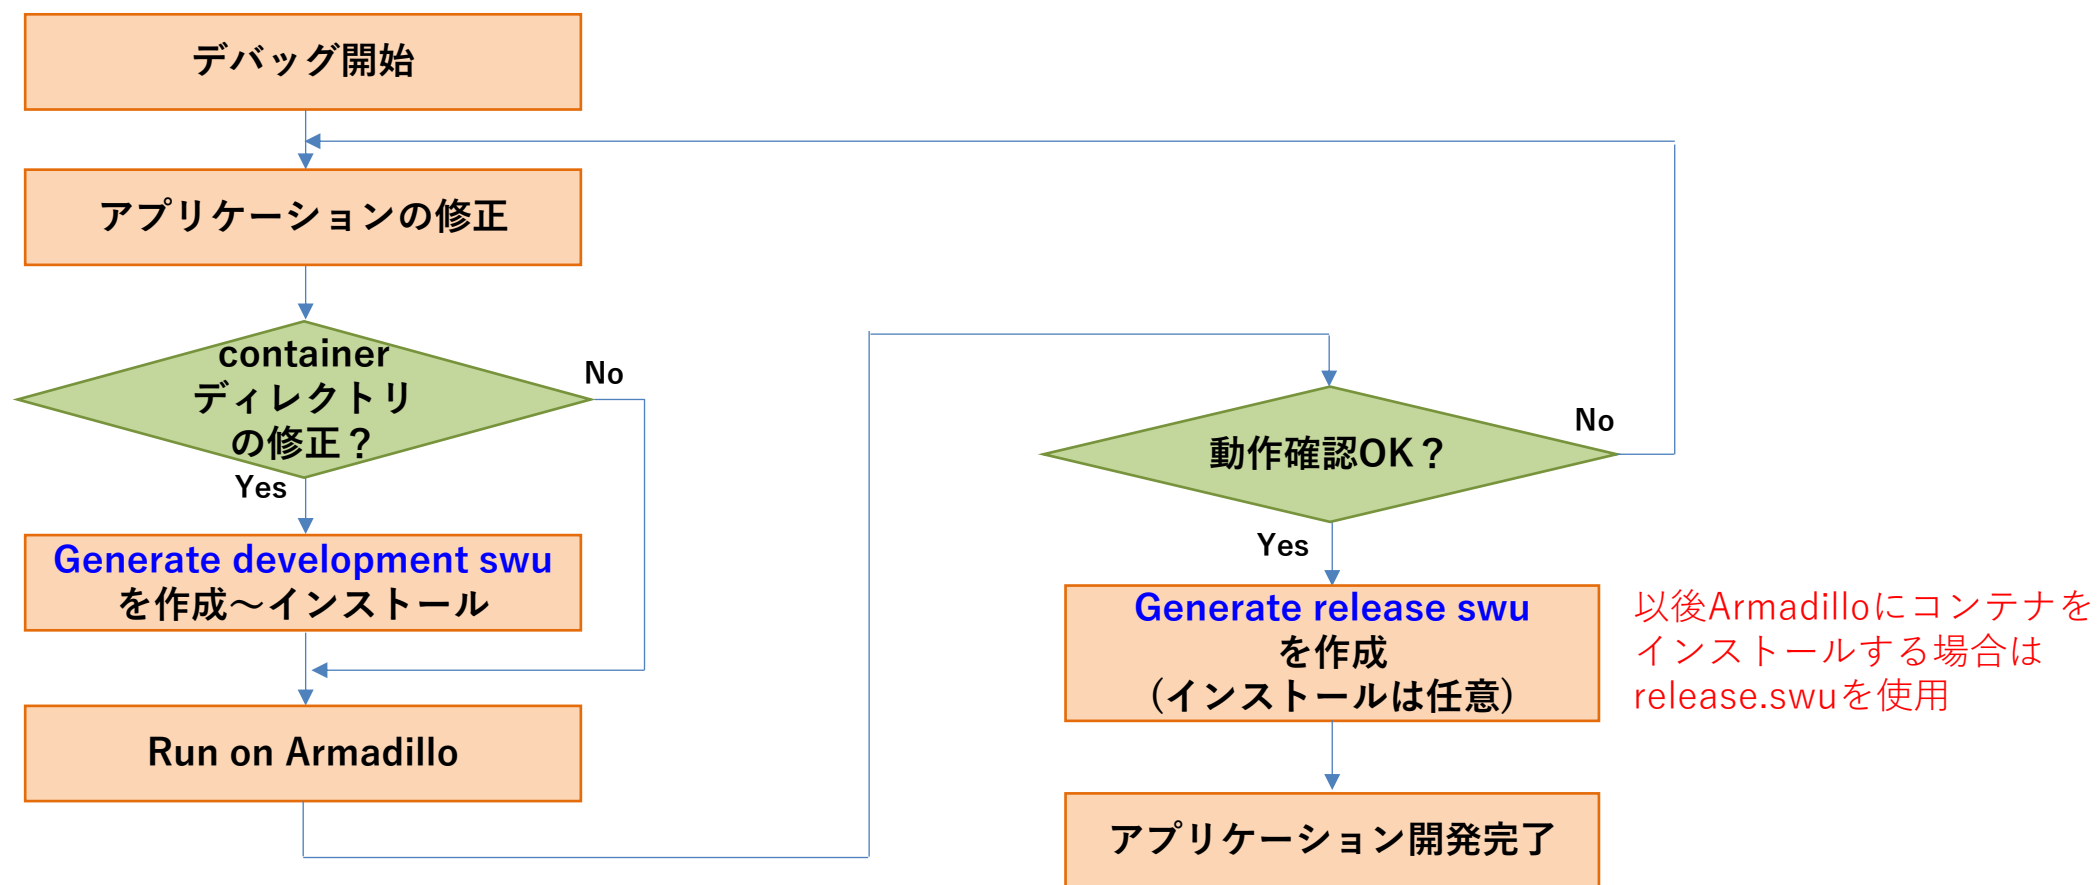 デバッグ開始
アプリケーションの修正
container
ディレクトリ
の修正？
No
Yes
Generate development swu
を作成～インストール
Run on Armadillo
動作確認OK？
No
Yes
Generate release swu
を作成
(インストールは任意)
以後Armadilloにコンテナを
インストールする場合は
release.swuを使用
アプリケーション開発完了